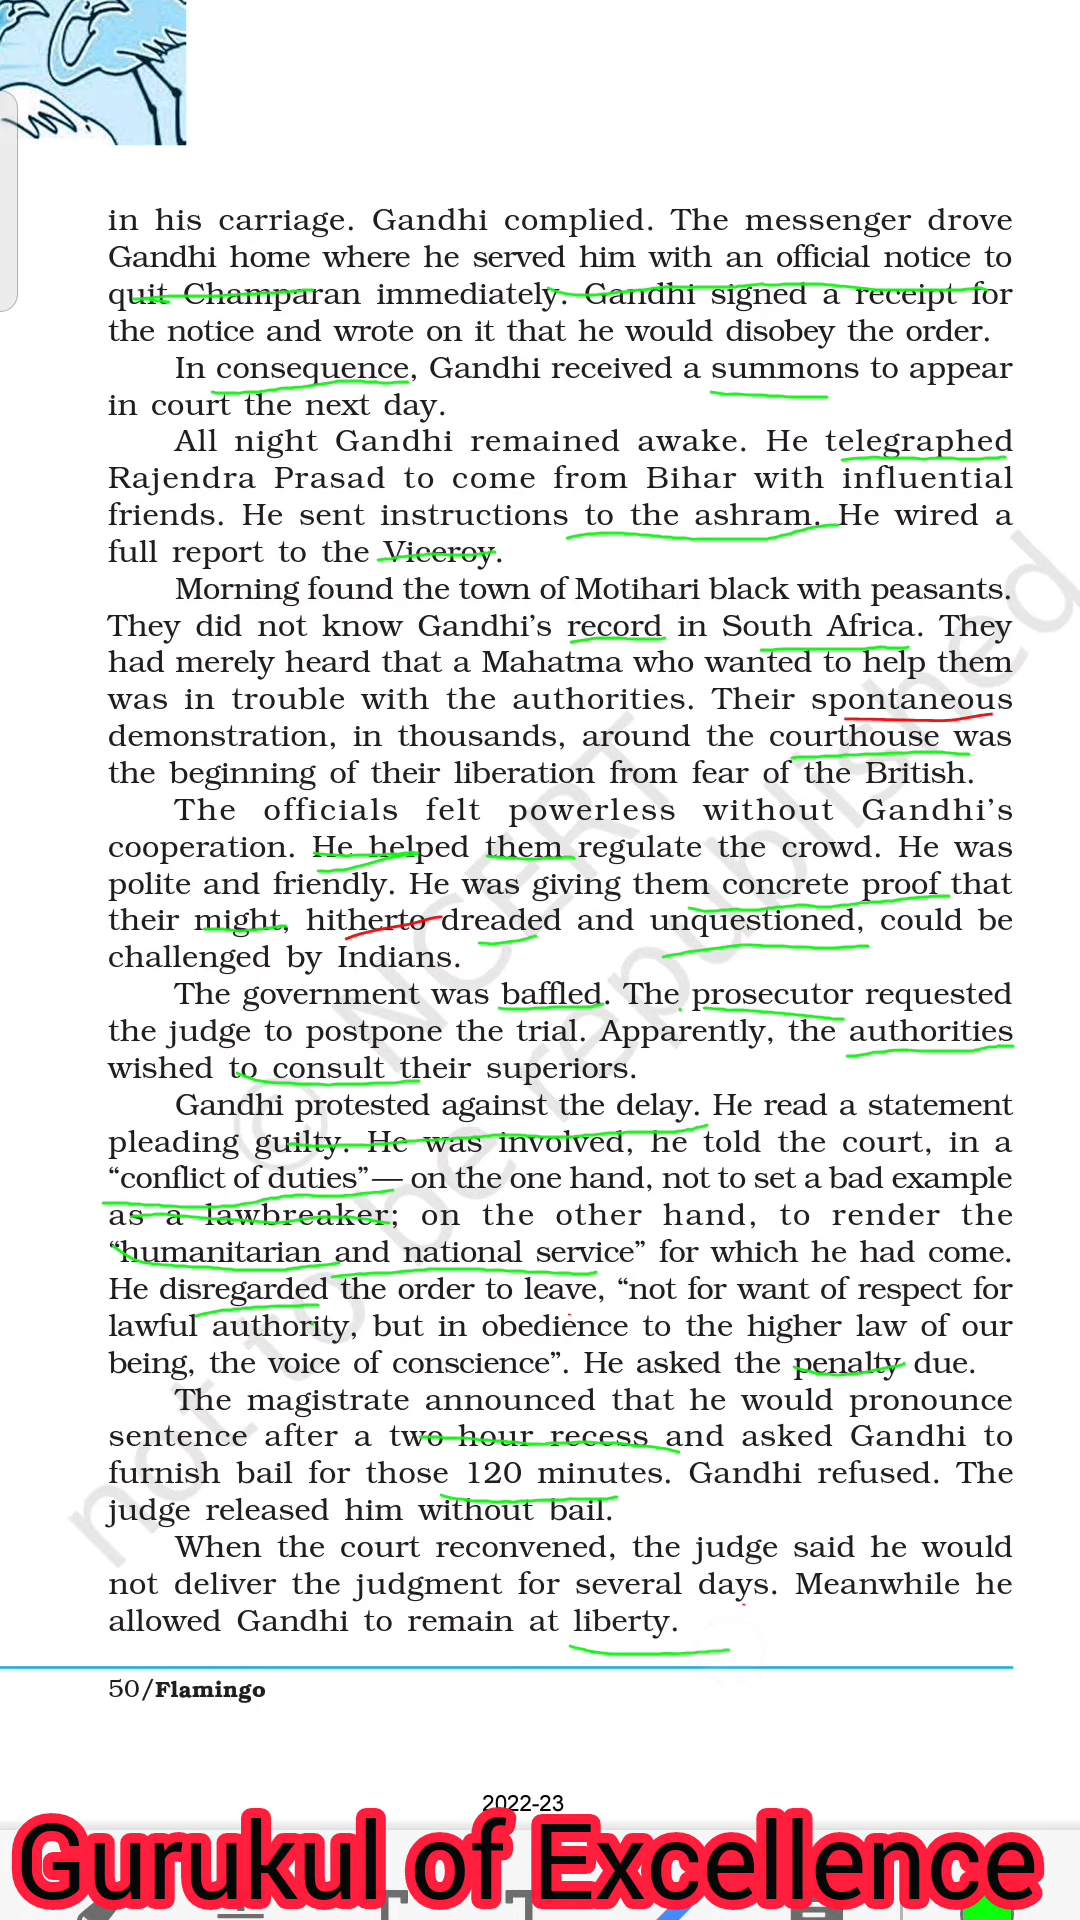 in his carriage. Gandhi complied. The messenger drove
Gandhi home where he served him with an official notice to
quit Champaran immediately. Gandhi signed a receipt for
the notice and wrote on it that he would disobey the order.
In consequence, Gandhi received a summons to appear
in court the next day.
All night Gandhi remained awake. He telegraphed
Rajendra Prasad to come from Bihar with influential
friends. He sent instructions to the ashram. He wired a
full report to the Viceroy.
Morning found the town of Motihari black with peasants.
They did not know Gandhi’s record in South Africa. They
had merely heard that a Mahatma who wanted to help them
was in trouble with the authorities. Their spontaneous
demonstration, in thousands, around the courthouse was
the beginning of their liberation from fear of the British.
The officials felt powerless without Gandhi’s
cooperation. He helped them regulate the crowd. He was
polite and friendly. He was giving them concrete proof that
their might, hitherto dreaded and unquestioned, could be
challenged by Indians.
The government was baffled. The prosecutor requested
the judge to postpone the trial. Apparently, the authorities
wished to consult their superiors.
Gandhi protested against the delay. He read a statement
pleading guilty. He was involved, he told the court, in a
“conflict of duties”— on the one hand, not to set a bad example
as a lawbreaker; on the other hand, to render the
“humanitarian and national service” for which he had come.
He disregarded the order to leave, “not for want of respect for
lawful authority, but in obedience to the higher law of our
being, the voice of conscience”. He asked the penalty due.
The magistrate announced that he would pronounce
sentence after a two-hour recess and asked Gandhi to
furnish bail for those 120 minutes. Gandhi refused. The
judge released him without bail.
When the court reconvened, the judge said he would
not deliver the judgment for several days. Meanwhile he
allowed Gandhi to remain at liberty.
© NCERT
not to be republished
50/Flamingo
2022-23
Gurukul of Excellence